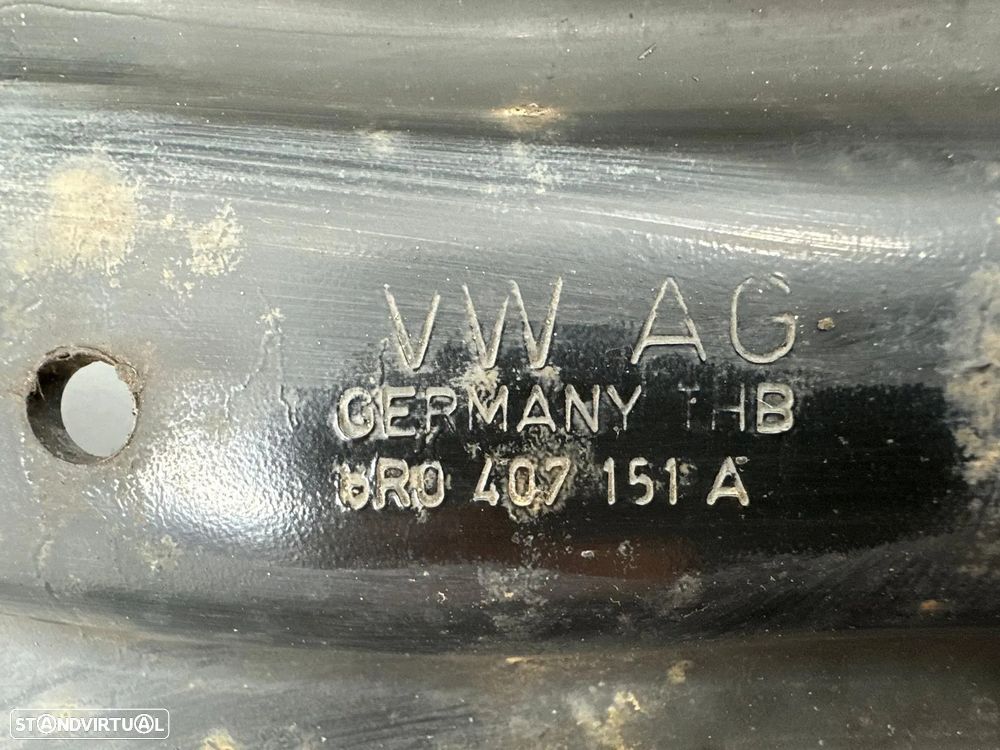 VW AG
GERMANY THB
6R0 407 151 A
STANDVIRTUAL